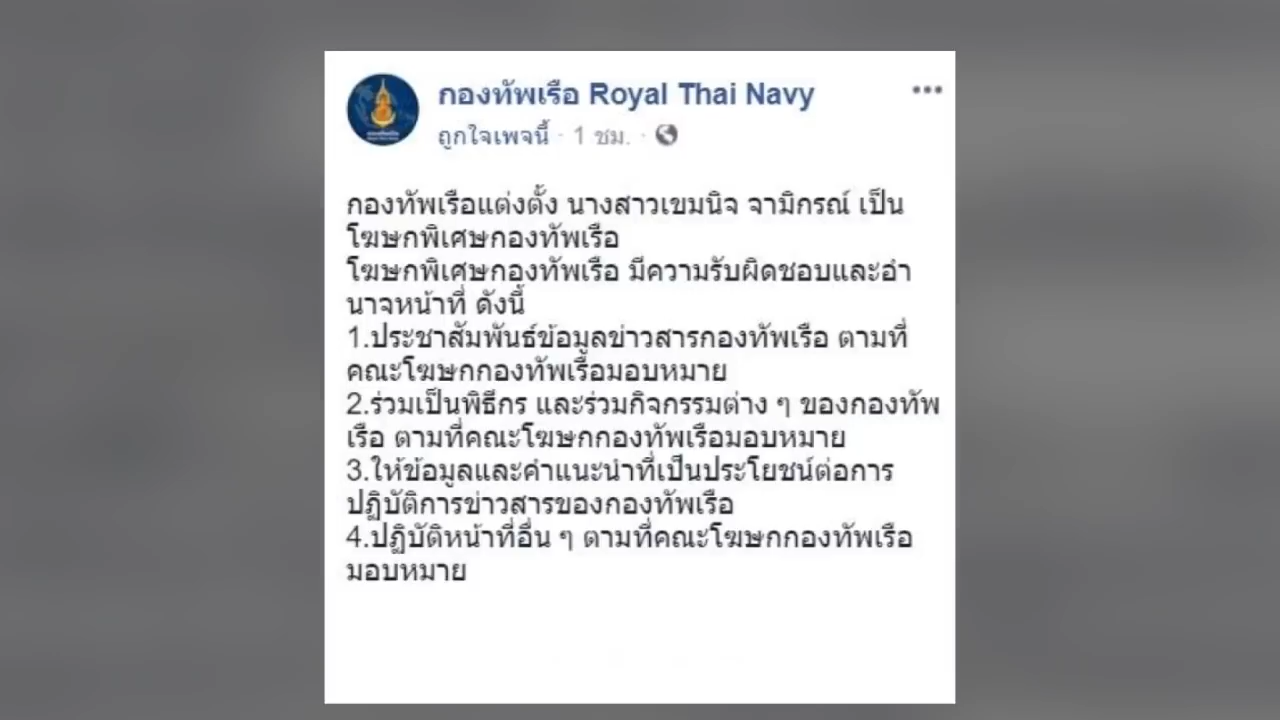 กองทัพเรือ Royal Thai Navy
ถูกใจเพจนี้ · 1 ชม. ·
กองทัพเรือแต่งตั้ง นางสาวเขมนิจ จามิกรณ์ เป็น
โฆษกพิเศษกองทัพเรือ
โฆษกพิเศษกองทัพเรือ มีความรับผิดชอบและอำ
นาจหน้าที่ ดังนี้
1.ประชาสัมพันธ์ข้อมูลข่าวสารกองทัพเรือ ตามที่
คณะโฆษกกองทัพเรือมอบหมาย
2.ร่วมเป็นพิธีกร และร่วมกิจกรรมต่าง ๆ ของกองทัพ
เรือ ตามที่คณะโฆษกกองทัพเรือมอบหมาย
3.ให้ข้อมูลและคำแนะนำที่เป็นประโยชน์ต่อการ
ปฏิบัติการข่าวสารของกองทัพเรือ
4.ปฏิบัติหน้าที่อื่น ๆ ตามที่คณะโฆษกกองทัพเรือ
มอบหมาย